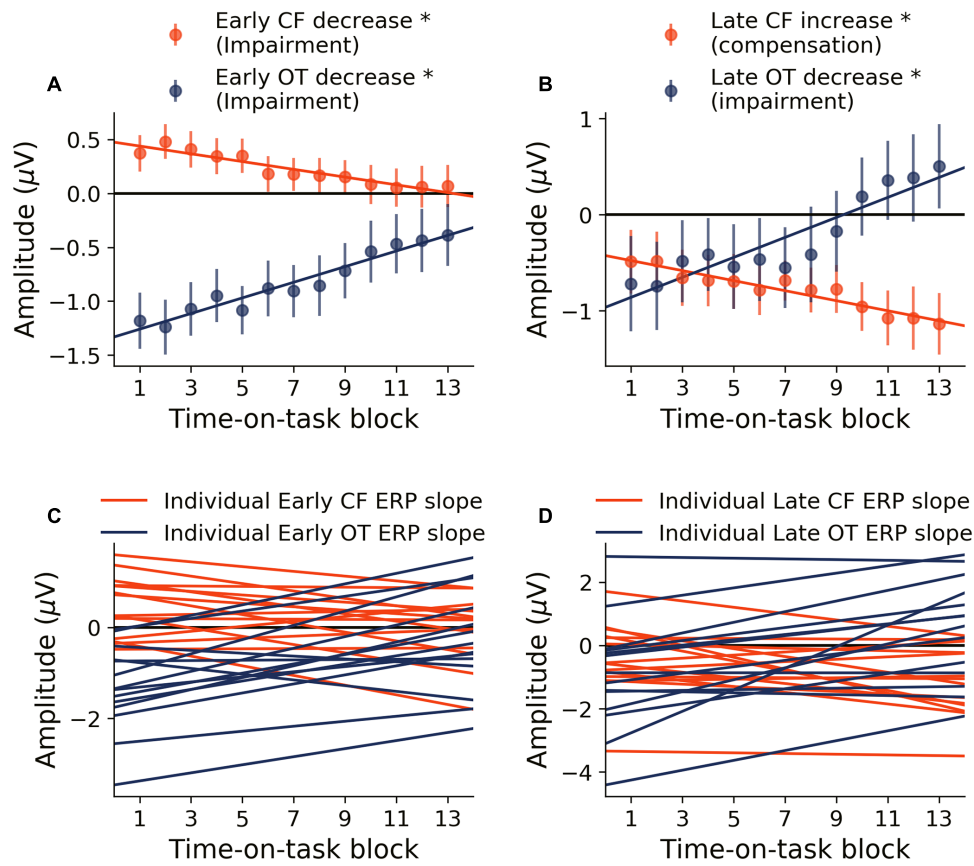 Early CF decrease *
(Impairment)
Early OT decrease *
(Impairment)
A
0.5
0.0
−0.5
−1.0
−1.5
Amplitude (μV)
1 3 5 7 9 11 13
Time-on-task block
Late CF increase *
(compensation)
Late OT decrease *
(impairment)
B
1
0
−1
Amplitude (μV)
1 3 5 7 9 11 13
Time-on-task block
Individual Early CF ERP slope
Individual Early OT ERP slope
C
0
−2
Amplitude (μV)
1 3 5 7 9 11 13
Time-on-task block
Individual Late CF ERP slope
Individual Late OT ERP slope
D
2
0
−2
−4
Amplitude (μV)
1 3 5 7 9 11 13
Time-on-task block